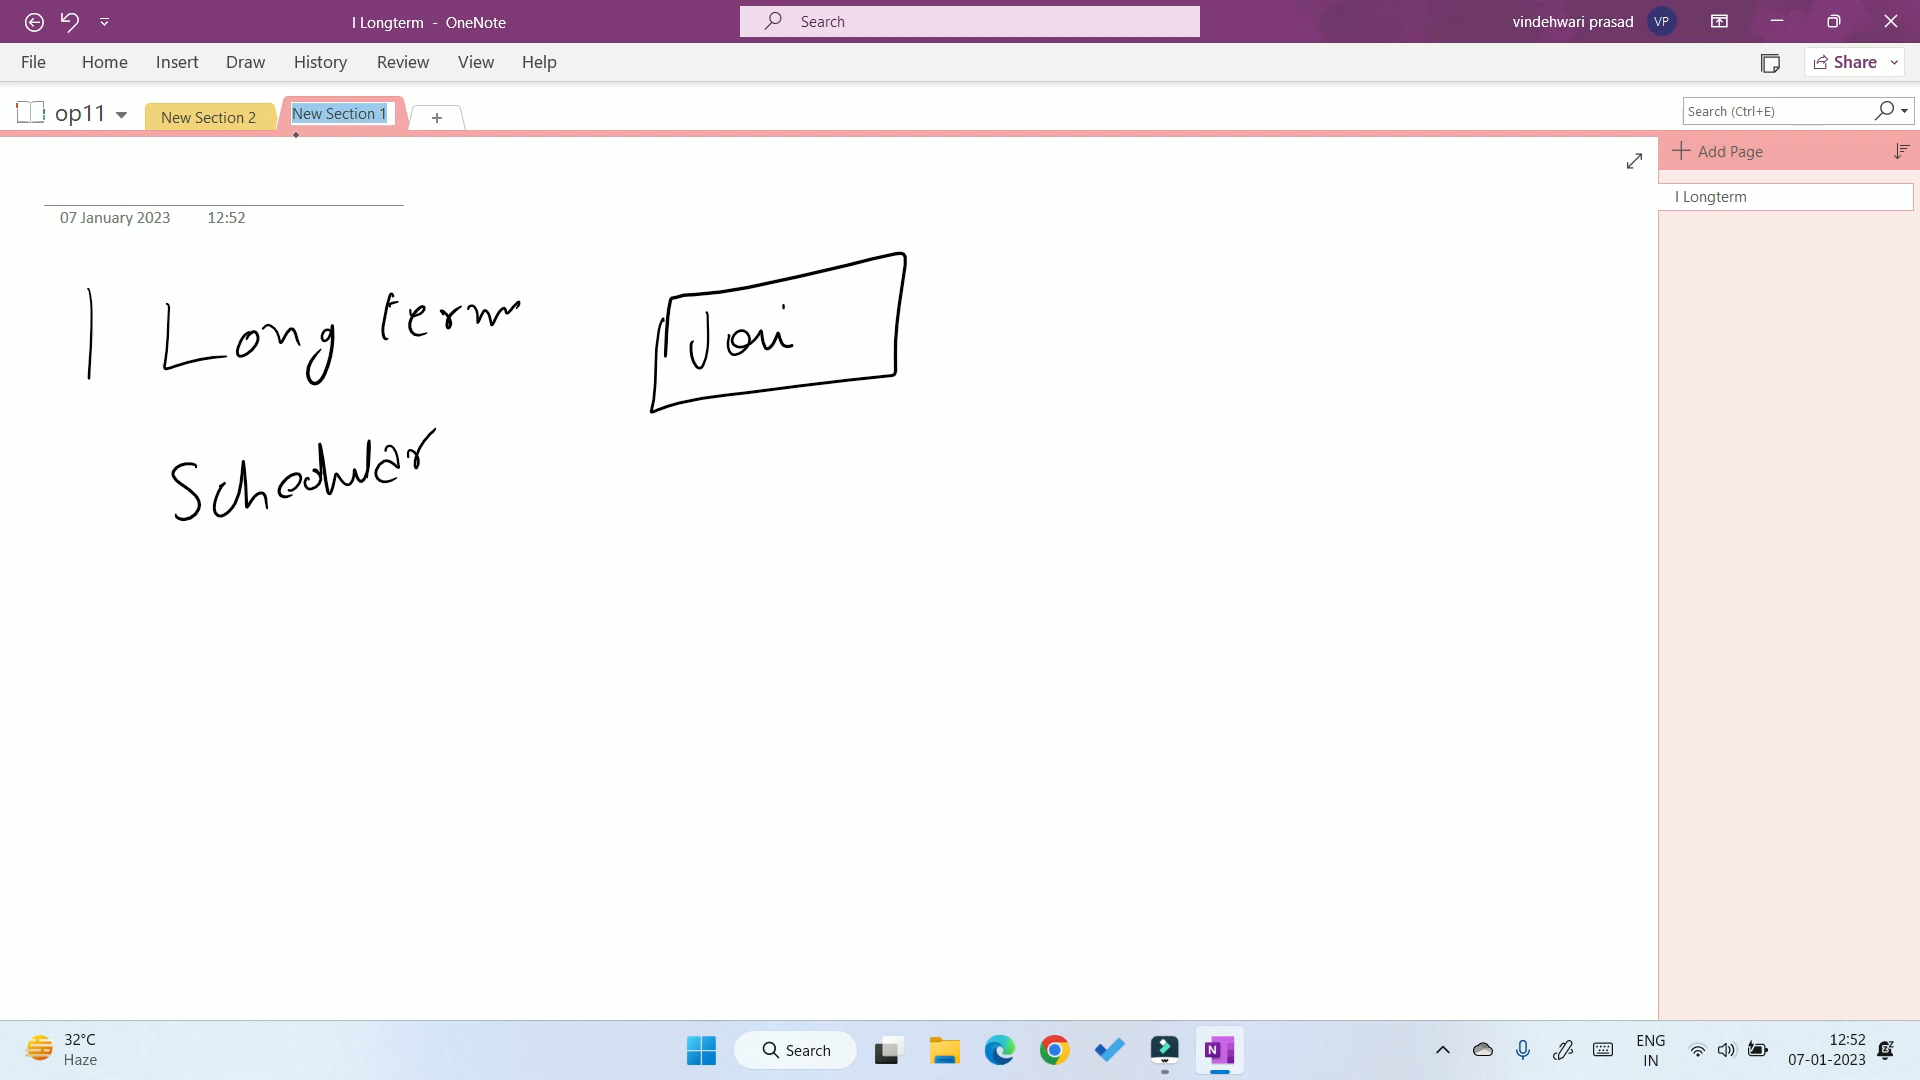 I Longterm - OneNote
Search
vindehwari prasad
VP
File Home Insert Draw History Review View Help
Share
op11
New Section 2
New Section 1
+
Search (Ctrl+E)
Add Page
I Longterm
07 January 2023 12:52
I Long term
Schedular
32°C
Haze
Search
ENG
IN
12:52
07-01-2023